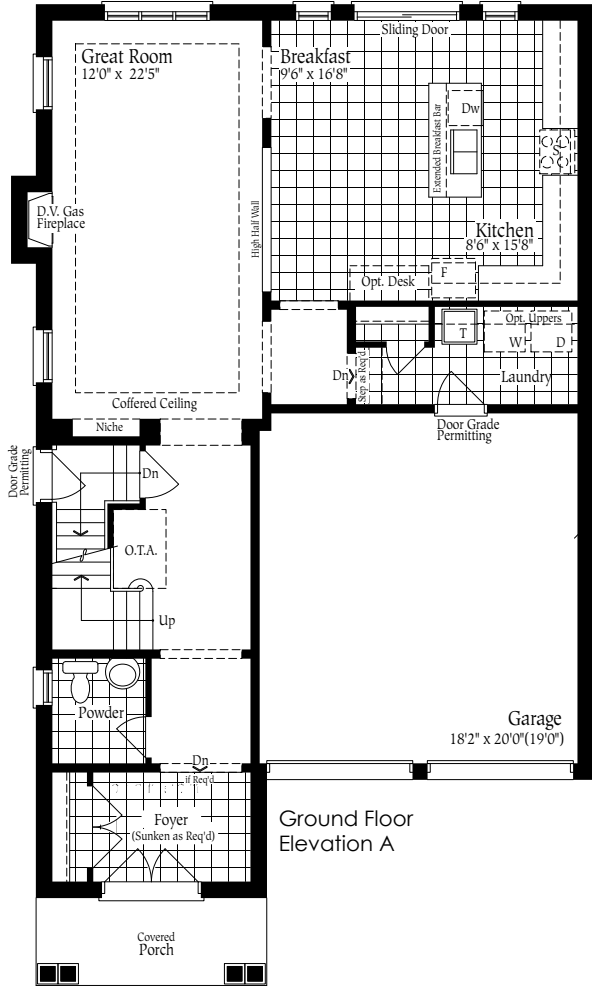 Sliding Door
Great Room
12'0" x 22'5"
Breakfast
9'6" x 16'8"
Dw
Extended Breakfast Bar
S
D.V. Gas
Fireplace
High Half Wall
Kitchen
8'6" x 15'8"
F
Opt. Desk
Opt. Uppers
T
W
D
Dn
Step as Req'd
Laundry
Coffered Ceiling
Niche
Door Grade
Permitting
Door Grade
Permitting
Dn
O.T.A.
Up
Powder
Garage
18'2" x 20'0"(19'0")
Dn
if Req'd
Foyer
(Sunken as Req'd)
Ground Floor
Elevation A
Covered
Porch